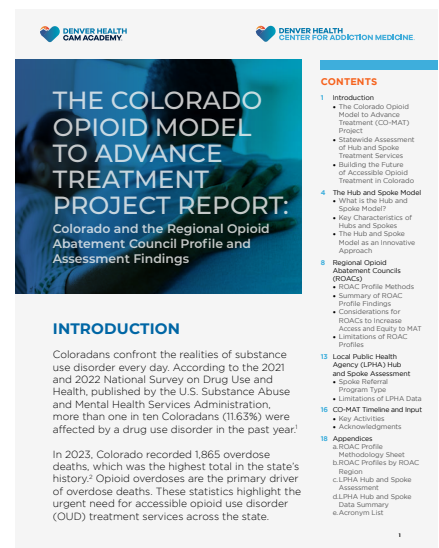 DENVER HEALTH
CAM ACADEMY.
DENVER HEALTH
CENTER FOR ADDICTION MEDICINE.
THE COLORADO
OPIOID MODEL
TO ADVANCE
TREATMENT
PROJECT REPORT:
Colorado and the Regional Opioid
Abatement Council Profile and
Assessment Findings
INTRODUCTION
Coloradans confront the realities of substance
use disorder every day. According to the 2021
and 2022 National Survey on Drug Use and
Health, published by the U.S. Substance Abuse
and Mental Health Services Administration,
more than one in ten Coloradans (11.63%) were
affected by a drug use disorder in the past year.¹
In 2023, Colorado recorded 1,865 overdose
deaths, which was the highest total in the state's
history.² Opioid overdoses are the primary driver
of overdose deaths. These statistics highlight the
urgent need for accessible opioid use disorder
(OUD) treatment services across the state.
CONTENTS
1 Introduction
• The Colorado Opioid
Model to Advance
Treatment (CO-MAT)
Project
• Statewide Assessment
of Hub and Spoke
Treatment Services
• Building the Future
of Accessible Opioid
Treatment in Colorado
4 The Hub and Spoke Model
• What is the Hub and
Spoke Model?
• Key Characteristics of
Hubs and Spokes
• The Hub and Spoke
Model as an Innovative
Approach
8 Regional Opioid
Abatement Councils
(ROACs)
• ROAC Profile Methods
• Summary of ROAC
Profile Findings
• Considerations for
ROACs to Increase
Access and Equity to MAT
• Limitations of ROAC
Profiles
13 Local Public Health
Agency (LPHA) Hub
and Spoke Assessment
• Spoke Referral
Program Type
• Limitations of LPHA Data
16 CO-MAT Timeline and Input
• Key Activities
• Acknowledgments
18 Appendices
a.ROAC Profile
Methodology Sheet
b.ROAC Profiles by ROAC
Region
c.LPHA Hub and Spoke
Assessment
d.LPHA Hub and Spoke
Data Summary
e.Acronym List
1